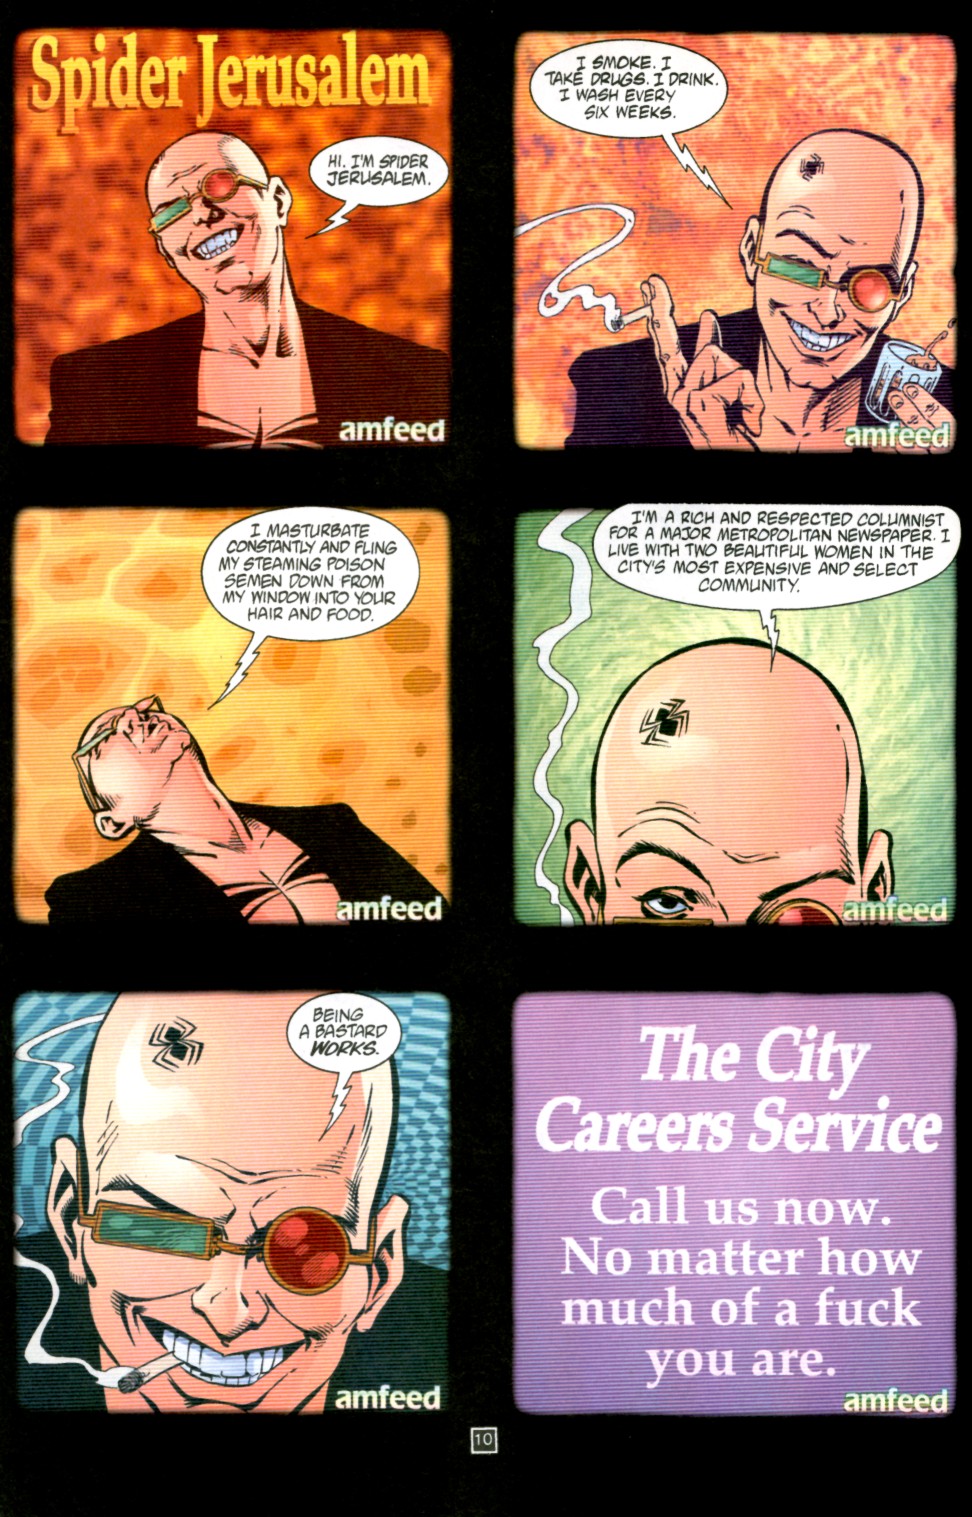 Spider Jerusalem
HI. I'M SPIDER
JERUSALEM.
amfeed
I SMOKE. I
TAKE DRUGS. I DRINK.
I WASH EVERY
SIX WEEKS.
amfeed
I MASTURBATE
CONSTANTLY AND FLING
MY STEAMING POISON
SEMEN DOWN FROM
MY WINDOW INTO YOUR
HAIR AND FOOD.
amfeed
I'M A RICH AND RESPECTED COLUMNIST
FOR A MAJOR METROPOLITAN NEWSPAPER. I
LIVE WITH TWO BEAUTIFUL WOMEN IN THE
CITY'S MOST EXPENSIVE AND SELECT
COMMUNITY.
amfeed
BEING
A BASTARD
WORKS.
amfeed
The City
Careers Service
Call us now.
No matter how
much of a fuck
you are.
amfeed
10